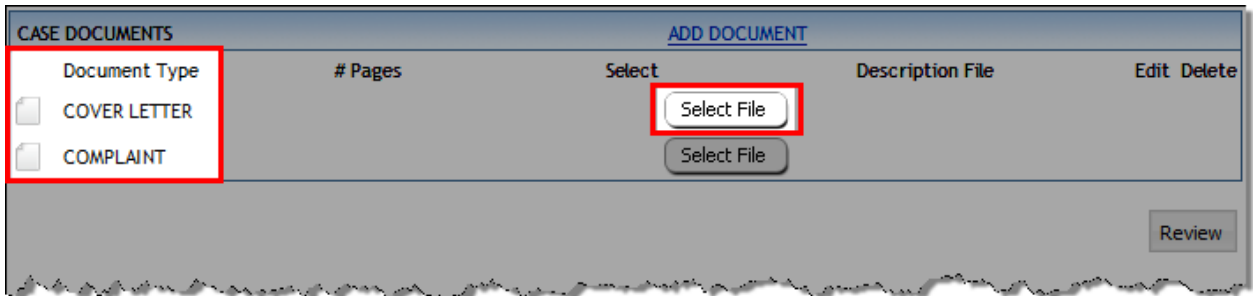 CASE DOCUMENTS ADD DOCUMENT
Document Type # Pages Select Description File Edit Delete
COVER LETTER Select File
COMPLAINT Select File
Review